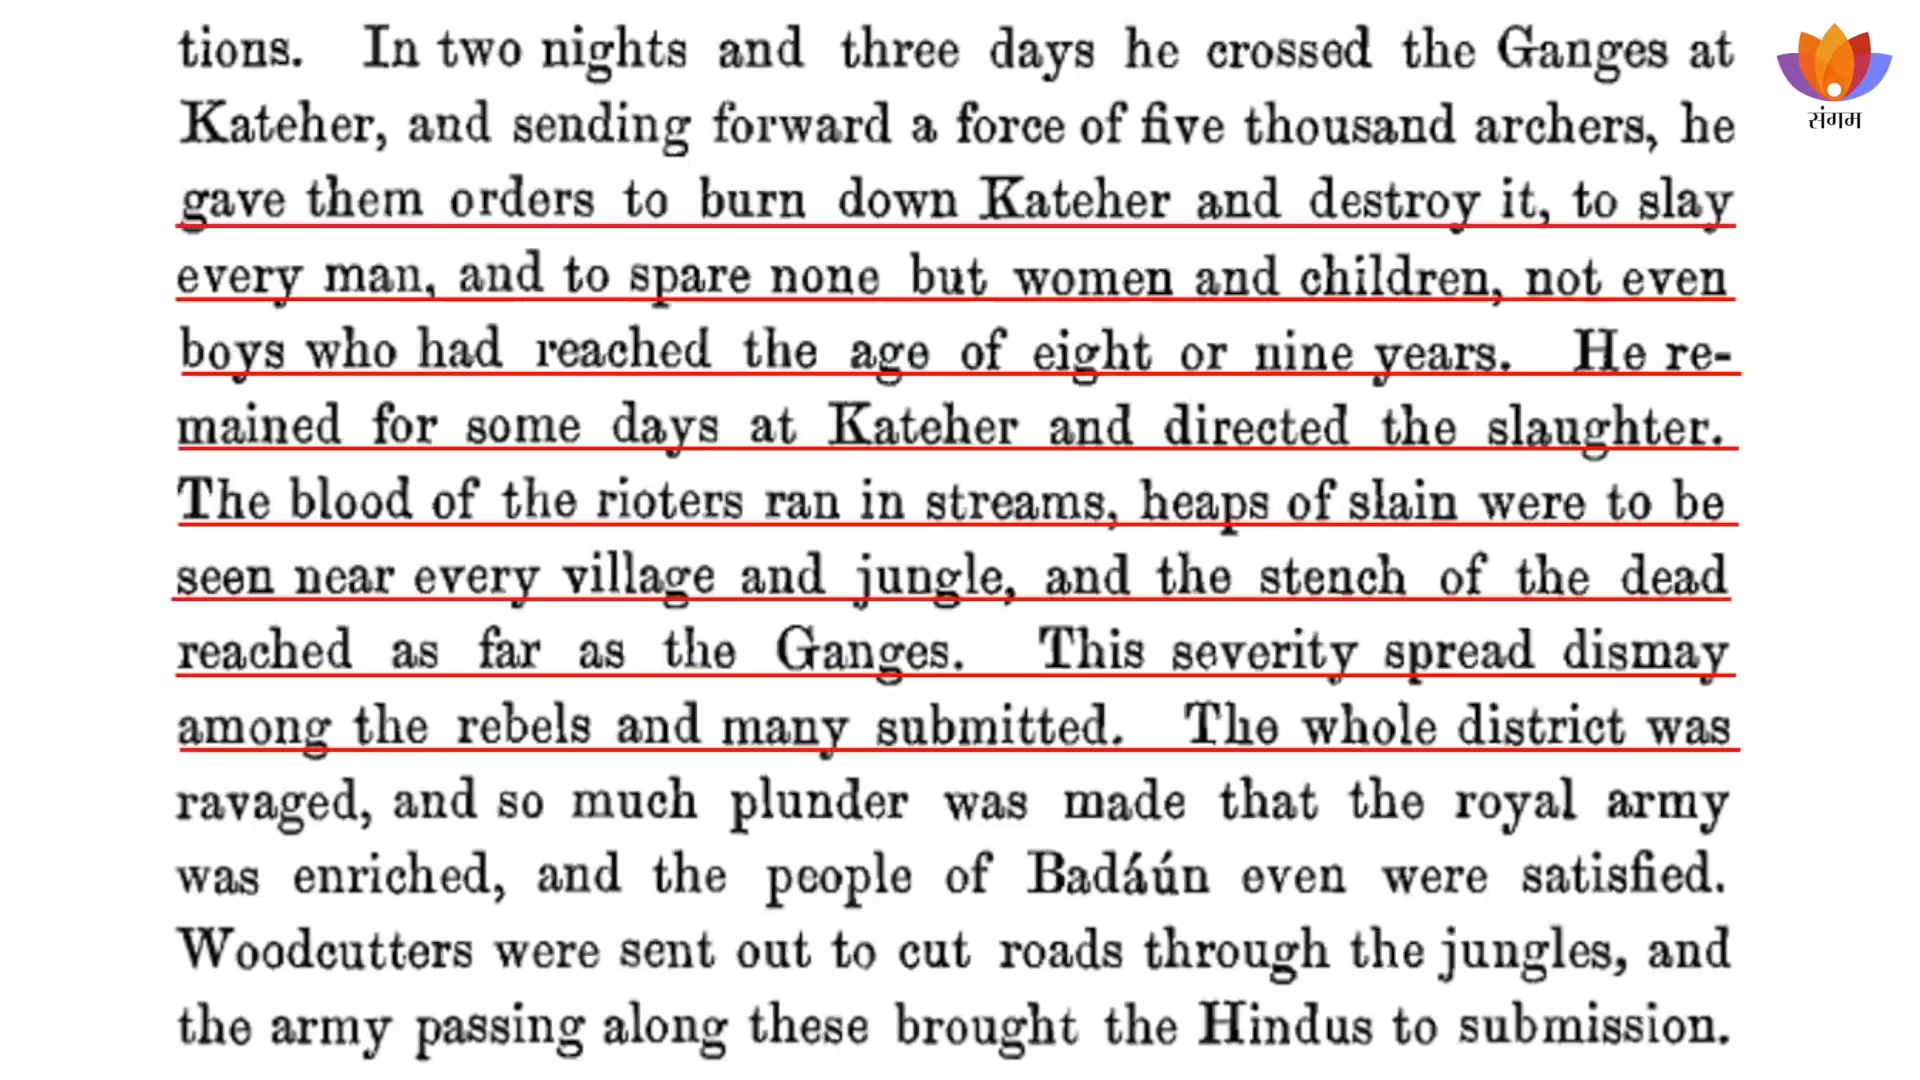 tions. In two nights and three days he crossed the Ganges at
Kateher, and sending forward a force of five thousand archers, he
gave them orders to burn down Kateher and destroy it, to slay
every man, and to spare none but women and children, not even
boys who had reached the age of eight or nine years. He re-
mained for some days at Kateher and directed the slaughter.
The blood of the rioters ran in streams, heaps of slain were to be
seen near every village and jungle, and the stench of the dead
reached as far as the Ganges. This severity spread dismay
among the rebels and many submitted. The whole district was
ravaged, and so much plunder was made that the royal army
was enriched, and the people of Badáún even were satisfied.
Woodcutters were sent out to cut roads through the jungles, and
the army passing along these brought the Hindus to submission.
संगम